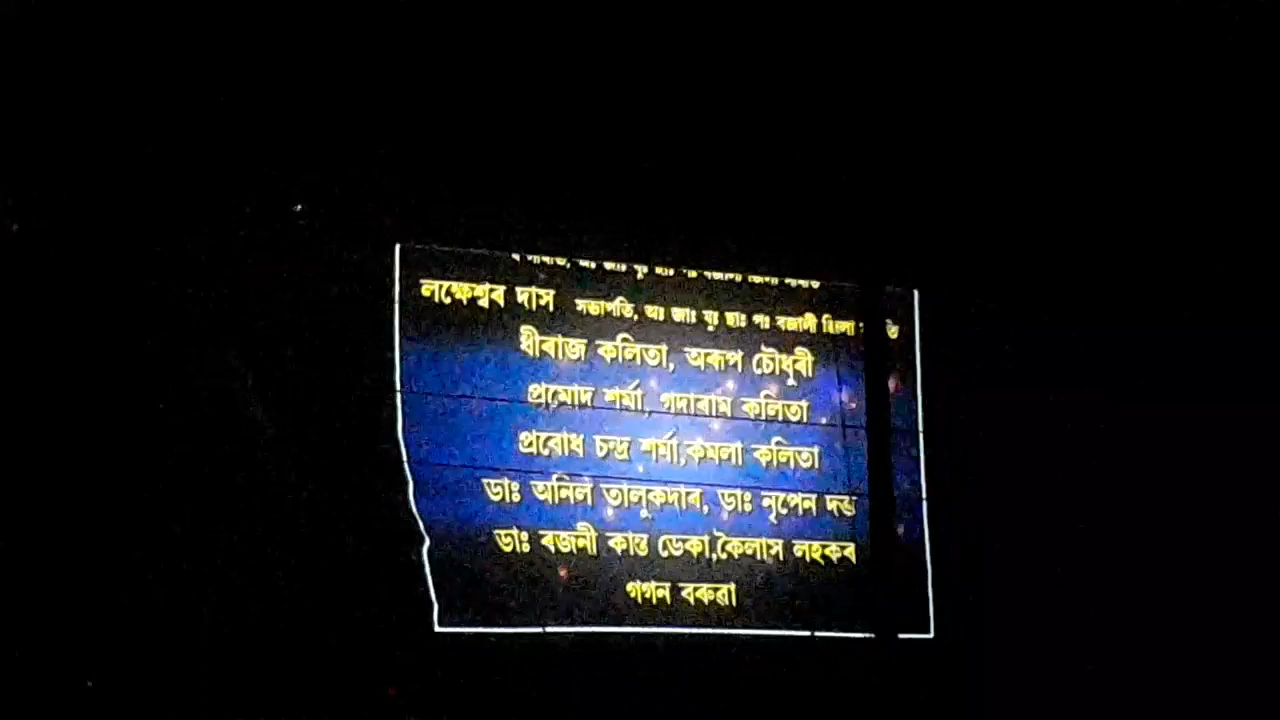 লক্ষেশ্বৰ দাস সভাপতি, অঃ জাঃ যুঃ ছাঃ পঃ বজালী জিলা
ধীৰাজ কলিতা, অৰূপ চৌধুৰী
প্ৰমোদ শৰ্মা, গদাৰাম কলিতা
প্ৰবোধ চন্দ্ৰ শৰ্মা,কমলা কলিতা
ডাঃ অনিল তালুকদাৰ, ডাঃ নৃপেন দত্ত
ডাঃ ৰজনী কান্ত ডেকা,কৈলাস লহকৰ
গগন বৰুৱা